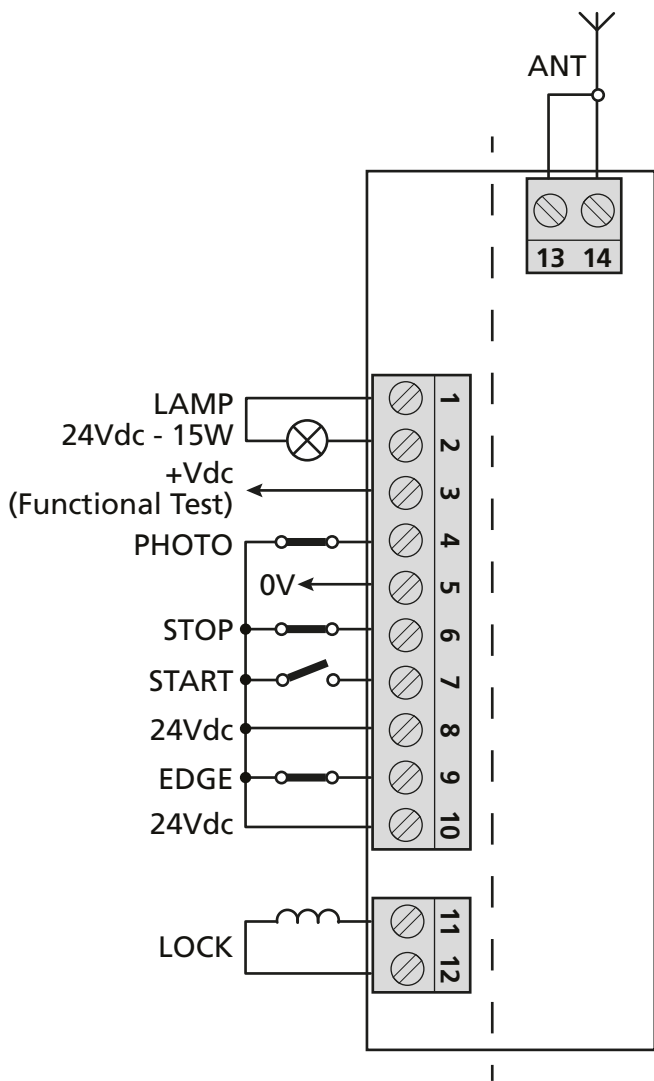 ANT
13 14
LAMP
24Vdc - 15W
+Vdc
(Functional Test)
PHOTO
0V
STOP
START
24Vdc
EDGE
24Vdc
1
2
3
4
5
6
7
8
9
10
LOCK
11
12